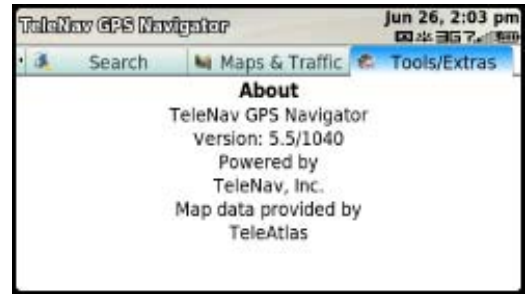 TeleNav GPS Navigator
Jun 26, 2:03 pm
3G
Search
Maps & Traffic
Tools/Extras
About
TeleNav GPS Navigator
Version: 5.5/1040
Powered by
TeleNav, Inc.
Map data provided by
TeleAtlas